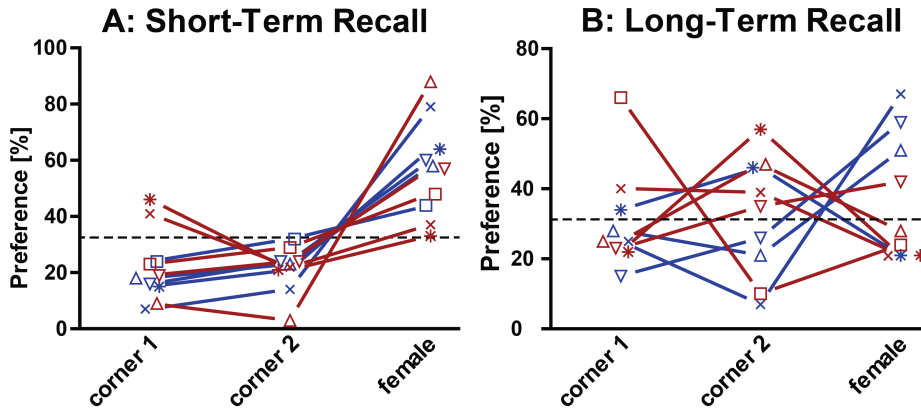 A: Short-Term Recall
Preference [%]
100
80
60
40
20
0
corner 1
corner 2
female
B: Long-Term Recall
Preference [%]
80
60
40
20
0
corner 1
corner 2
female